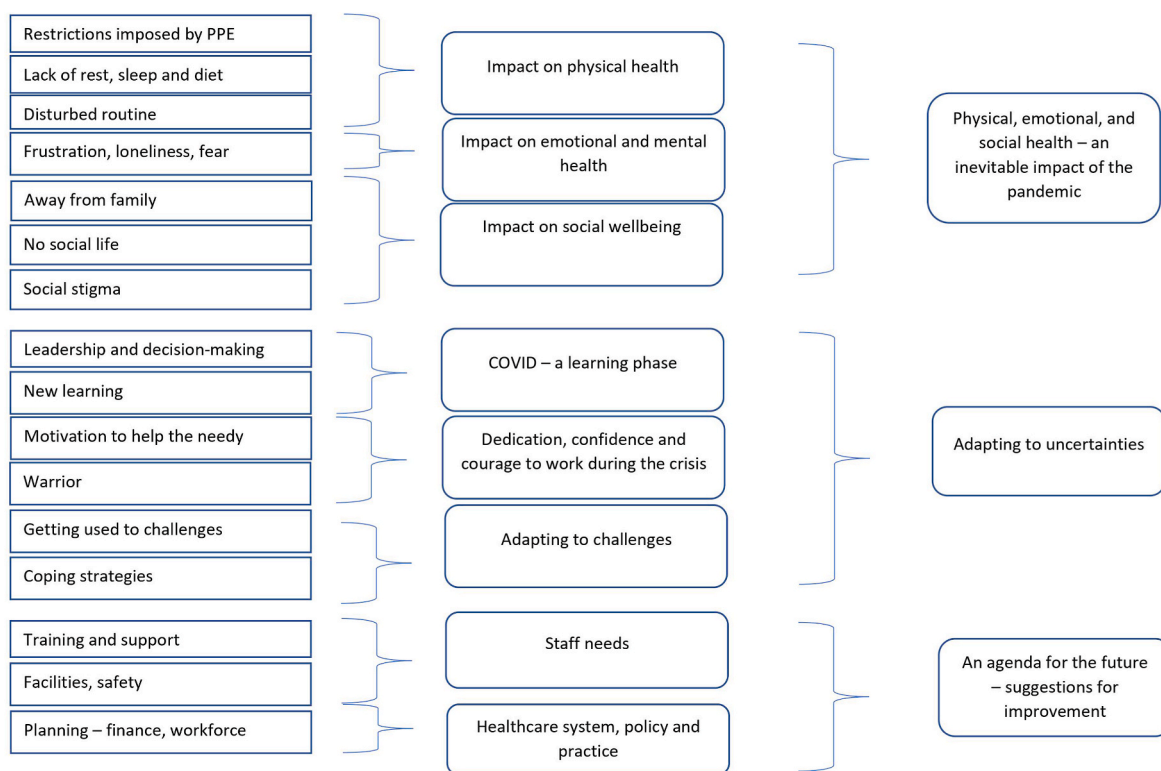 Restrictions imposed by PPE
Lack of rest, sleep and diet
Disturbed routine
Frustration, loneliness, fear
Away from family
No social life
Social stigma
Impact on physical health
Impact on emotional and mental
health
Impact on social wellbeing
Physical, emotional, and
social health – an
inevitable impact of the
pandemic
Leadership and decision-making
New learning
Motivation to help the needy
Warrior
Getting used to challenges
Coping strategies
COVID – a learning phase
Dedication, confidence and
courage to work during the crisis
Adapting to challenges
Adapting to uncertainties
Training and support
Facilities, safety
Planning – finance, workforce
Staff needs
Healthcare system, policy and
practice
An agenda for the future
– suggestions for
improvement